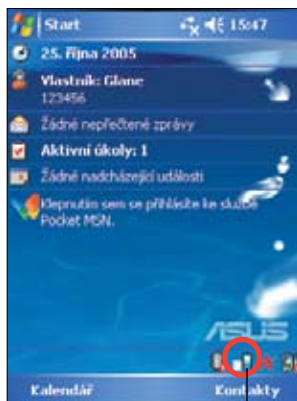 Start 15:47
25. října 2005
Vlastník: Glane
123456
Žádné nepřečtené zprávy
Aktivní úkoly: 1
Žádné nadcházející události
Klepnutím sem se přihlásíte ke službě
Pocket MSN.
ASUS
Kalendář Kontakty